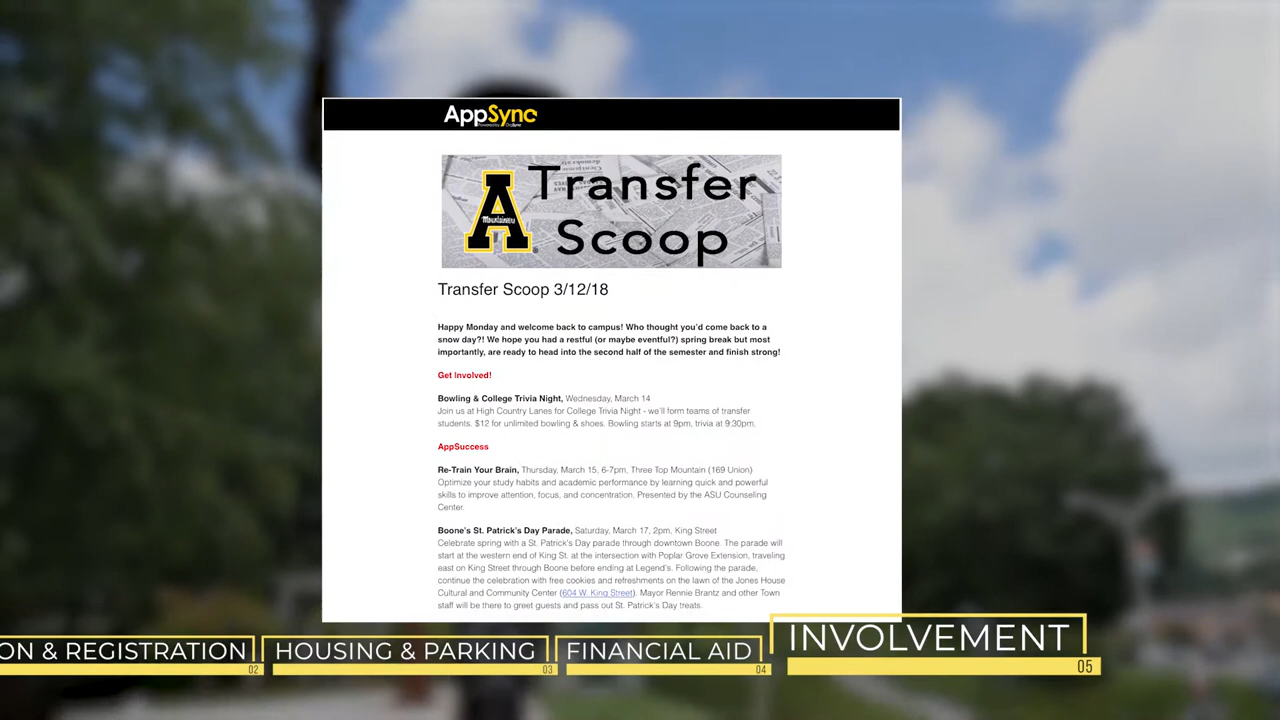 AppSync
Powered by OrgSync
Transfer
Scoop
A
Mountaineers
Transfer Scoop 3/12/18
Happy Monday and welcome back to campus! Who thought you'd come back to a
snow day?! We hope you had a restful (or maybe eventful?) spring break but most
importantly, are ready to head into the second half of the semester and finish strong!
Get Involved!
Bowling & College Trivia Night, Wednesday, March 14
Join us at High Country Lanes for College Trivia Night - we'll form teams of transfer
students. $12 for unlimited bowling & shoes. Bowling starts at 9pm, trivia at 9:30pm.
AppSuccess
Re-Train Your Brain, Thursday, March 15, 6-7pm, Three Top Mountain (169 Union)
Optimize your study habits and academic performance by learning quick and powerful
skills to improve attention, focus, and concentration. Presented by the ASU Counseling
Center.
Boone's St. Patrick's Day Parade, Saturday, March 17, 2pm, King Street
Celebrate spring with a St. Patrick's Day parade through downtown Boone. The parade will
start at the western end of King St. at the intersection with Poplar Grove Extension, traveling
east on King Street through Boone before ending at Legend's. Following the parade,
continue the celebration with free cookies and refreshments on the lawn of the Jones House
Cultural and Community Center (604 W. King Street). Mayor Rennie Brantz and other Town
staff will be there to greet guests and pass out St. Patrick's Day treats.
ON & REGISTRATION
02
HOUSING & PARKING
03
FINANCIAL AID
04
INVOLVEMENT
05